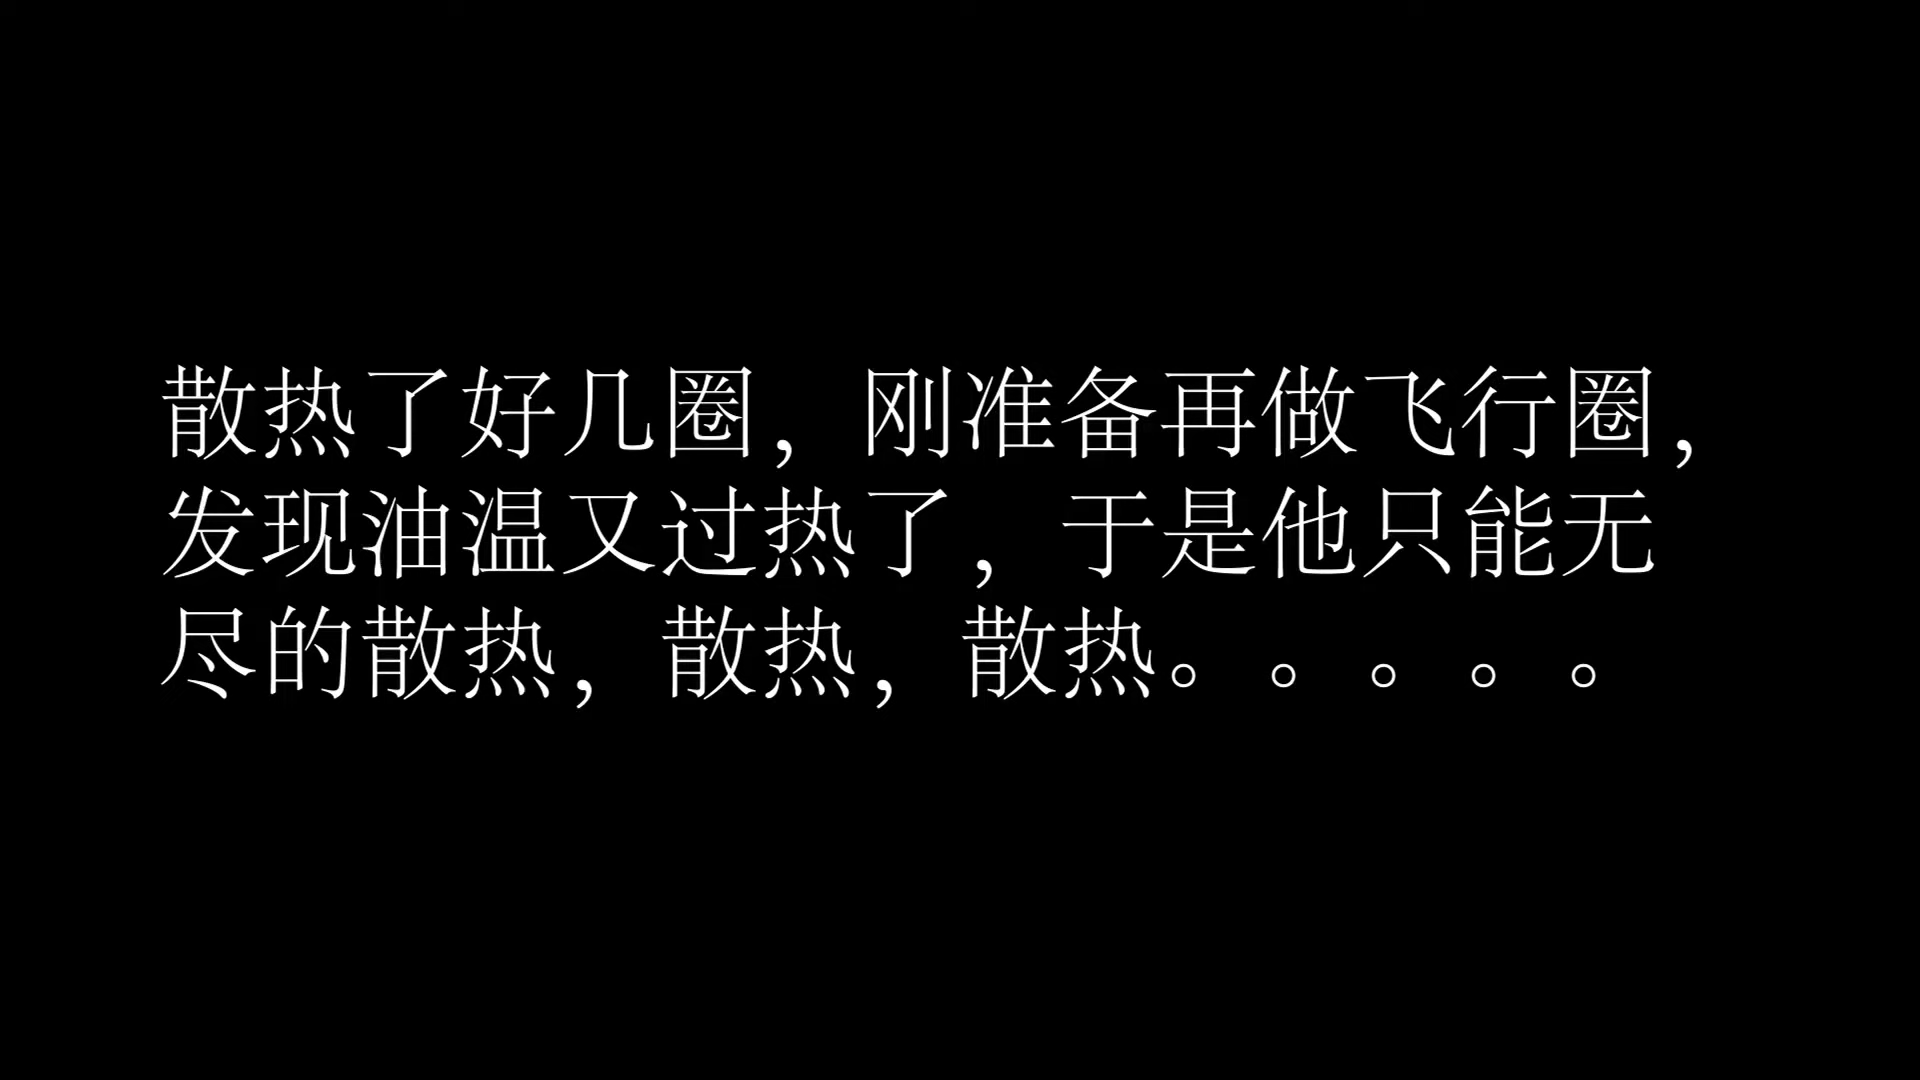 散热了好几圈，刚准备再做飞行圈，
发现油温又过热了，于是他只能无
尽的散热，散热，散热。。。。。